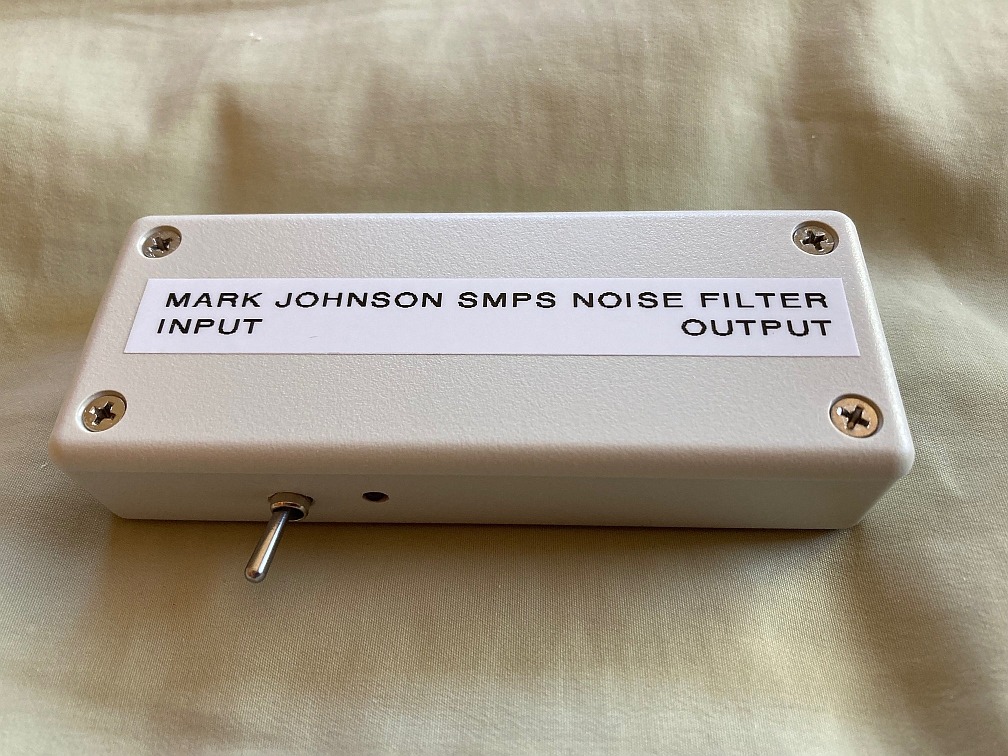 MARK JOHNSON SMPS NOISE FILTER
INPUT OUTPUT